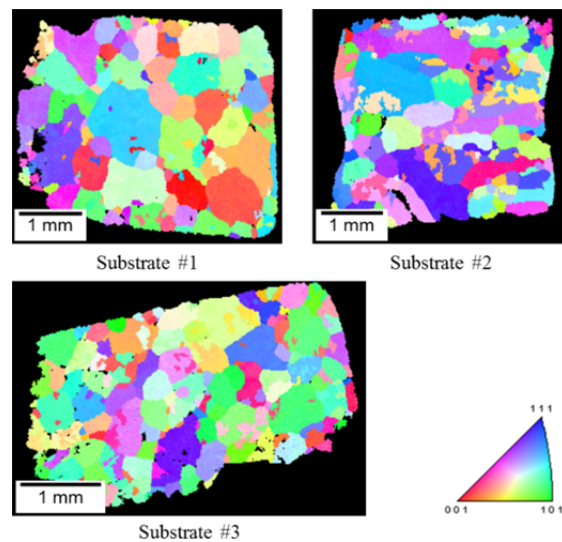 1 mm
Substrate #1
1 mm
Substrate #2
1 mm
Substrate #3
111
001
101